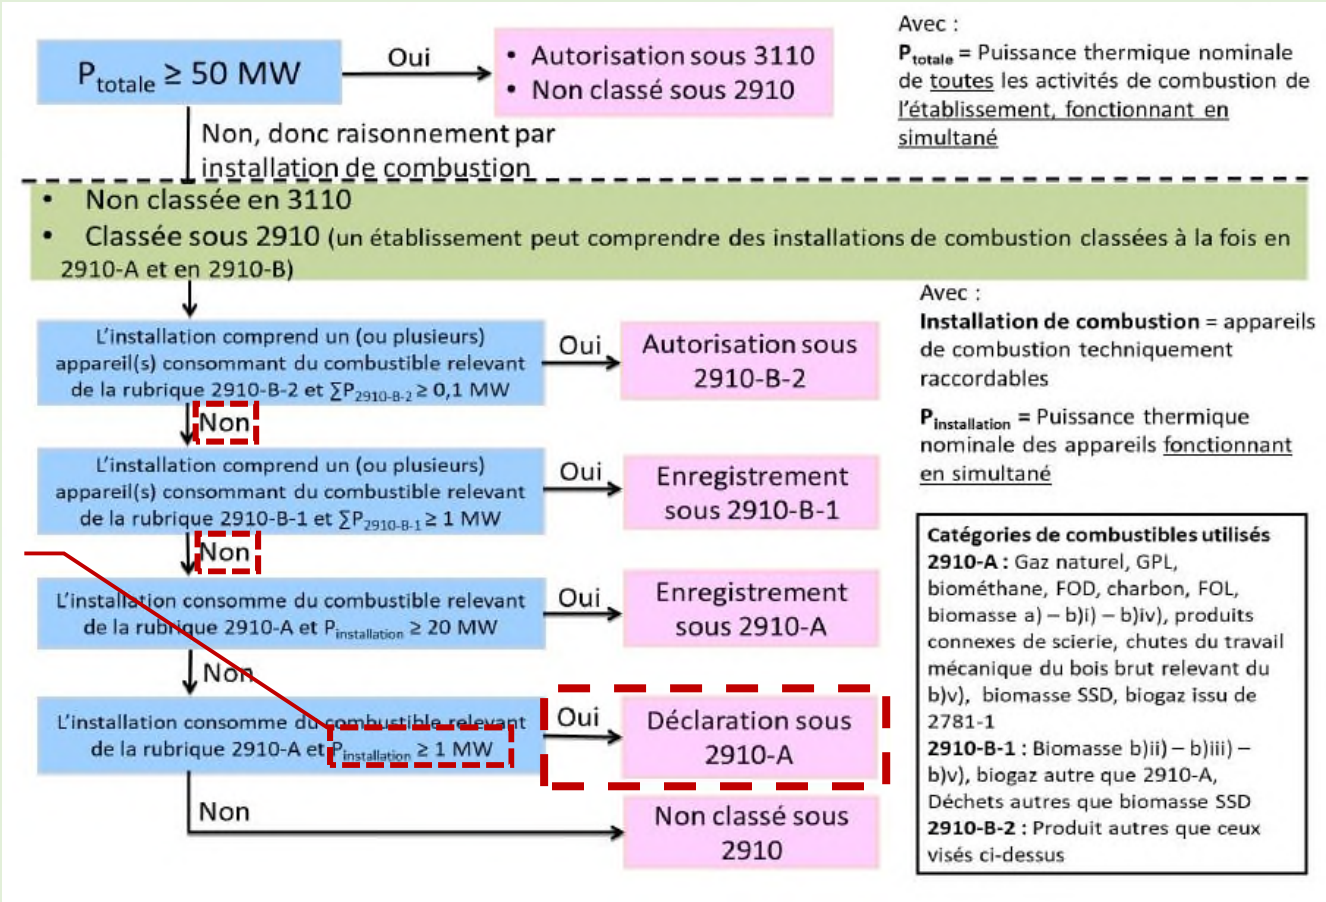 P totale ≥ 50 MW
Oui
• Autorisation sous 3110
• Non classé sous 2910
Avec :
P totale = Puissance thermique nominale
de toutes les activités de combustion de
l'établissement, fonctionnant en
simultané
Non, donc raisonnement par
installation de combustion
• Non classée en 3110
• Classée sous 2910 (un établissement peut comprendre des installations de combustion classées à la fois en
2910-A et en 2910-B)
Avec :
Installation de combustion = appareils
de combustion techniquement
raccordables
P installation = Puissance thermique
nominale des appareils fonctionnant
en simultané
L'installation comprend un (ou plusieurs)
appareil(s) consommant du combustible relevant
de la rubrique 2910-B-2 et ∑P2910-B-2 ≥ 0,1 MW
Oui
Autorisation sous
2910-B-2
Non
L'installation comprend un (ou plusieurs)
appareil(s) consommant du combustible relevant
de la rubrique 2910-B-1 et ∑P2910-B-1 ≥ 1 MW
Oui
Enregistrement
sous 2910-B-1
Non
L'installation consomme du combustible relevant
de la rubrique 2910-A et P installation ≥ 20 MW
Oui
Enregistrement
sous 2910-A
Non
L'installation consomme du combustible relevant
de la rubrique 2910-A et P installation ≥ 1 MW
Oui
Déclaration sous
2910-A
Non
Non classé sous
2910
Catégories de combustibles utilisés
2910-A : Gaz naturel, GPL,
biométhane, FOD, charbon, FOL,
biomasse a) – b)i) – b)iv), produits
connexes de scierie, chutes du travail
mécanique du bois brut relevant du
b)v), biomasse SSD, biogaz issu de
2781-1
2910-B-1 : Biomasse b)ii) – b)iii) –
b)v), biogaz autre que 2910-A,
Déchets autres que biomasse SSD
2910-B-2 : Produit autres que ceux
visés ci-dessus